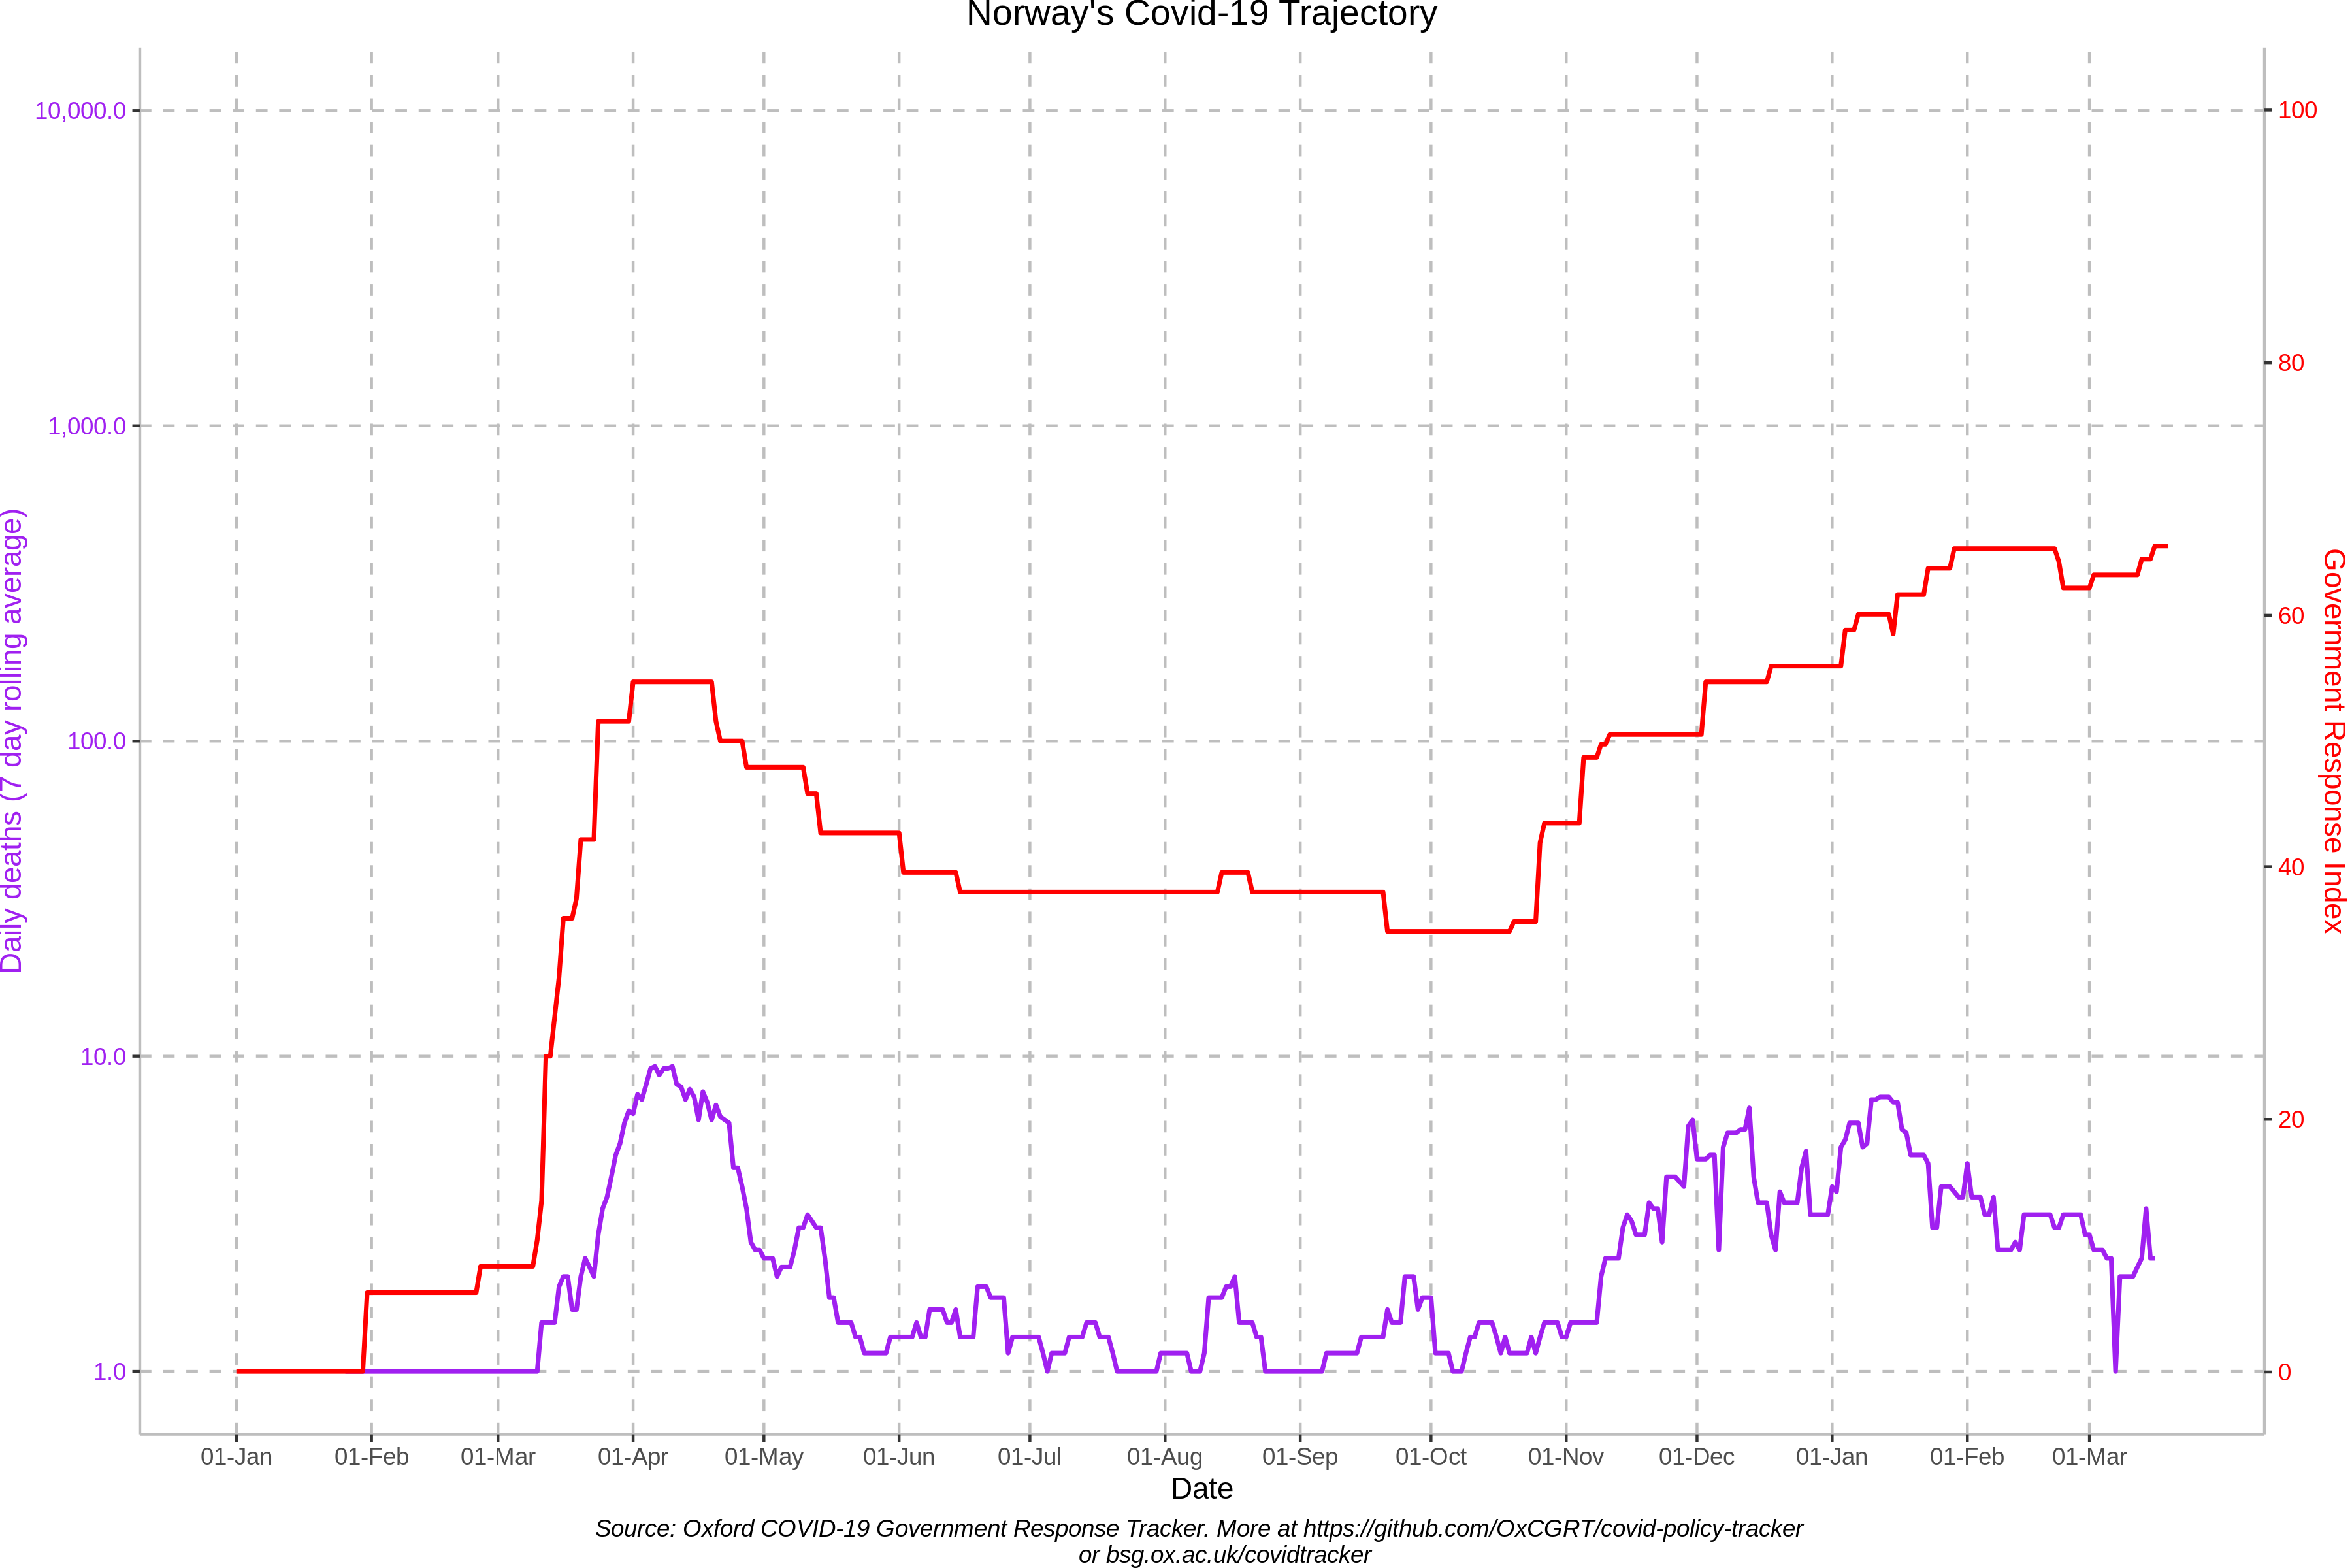 Norway's Covid-19 Trajectory
10,000.0
1,000.0
100.0
10.0
1.0
Daily deaths (7 day rolling average)
100
80
60
40
20
0
Government Response Index
01-Jan 01-Feb 01-Mar 01-Apr 01-May 01-Jun 01-Jul 01-Aug 01-Sep 01-Oct 01-Nov 01-Dec 01-Jan 01-Feb 01-Mar
Date
Source: Oxford COVID-19 Government Response Tracker. More at https://github.com/OxCGRT/covid-policy-tracker
or bsg.ox.ac.uk/covidtracker